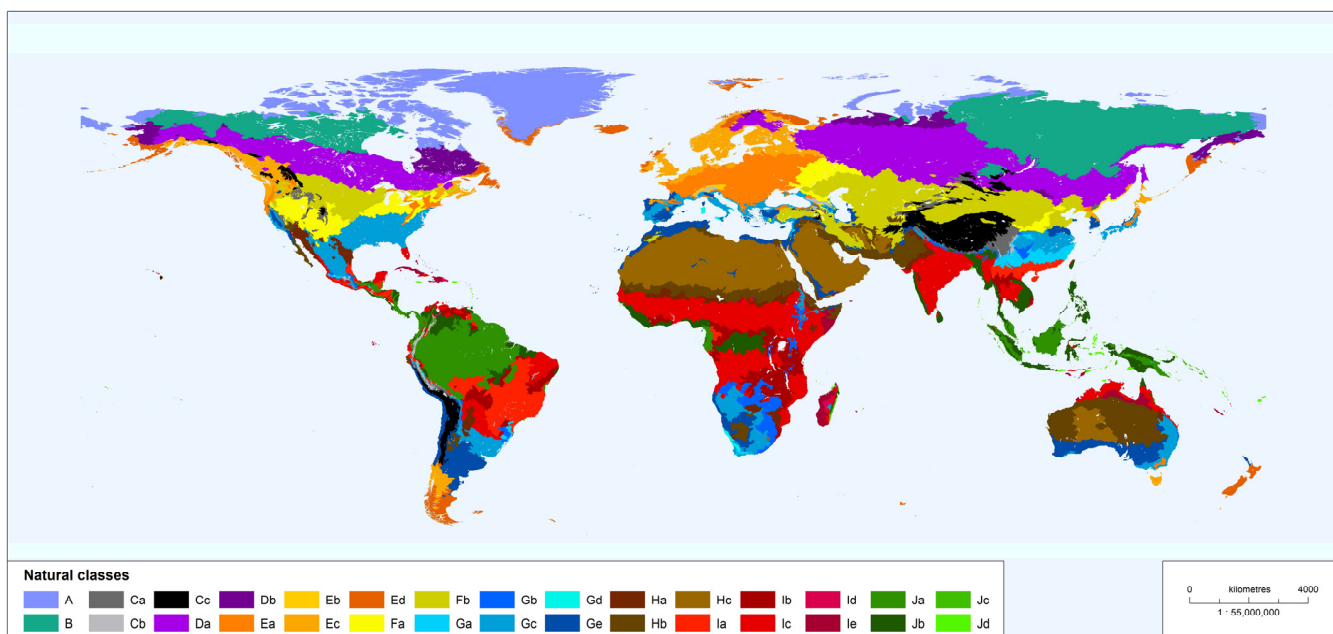 Natural classes
A Ca Cc Db Eb Ed Fb Gb Gd Ha Hc Ib Id Ja Jc
B Cb Da Ea Ec Fa Ga Gc Ge Hb Ia Ic Ie Jb Jd
0 kilometres 4000
1 : 55,000,000